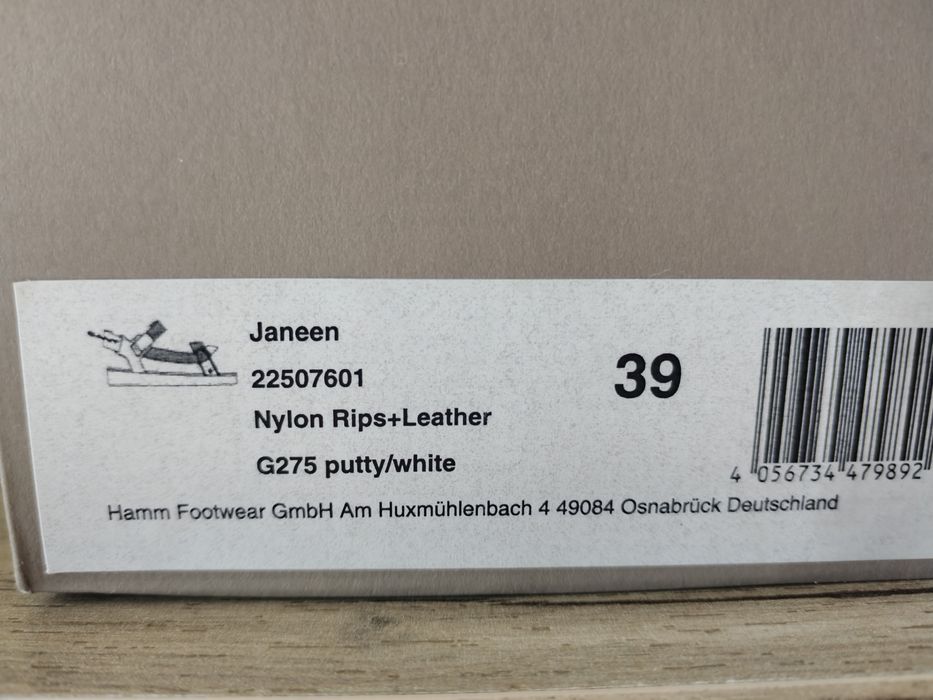 Janeen
22507601
39
Nylon Rips+Leather
G275 putty/white
4 056734 479892
Hamm Footwear GmbH Am Huxmühlenbach 4 49084 Osnabrück Deutschland